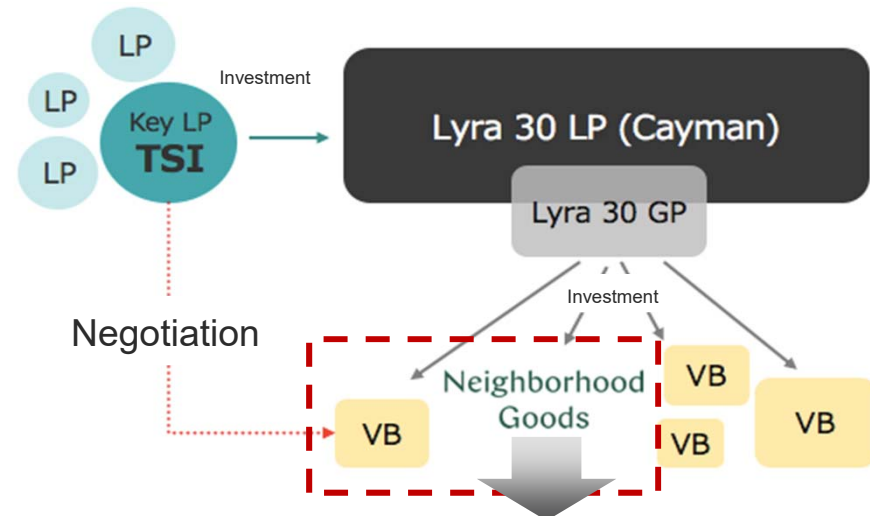 LP
Investment
LP
Key LP
TSI
LP
Lyra 30 LP (Cayman)
Lyra 30 GP
Investment
Negotiation
Neighborhood
Goods
VB
VB
VB
VB